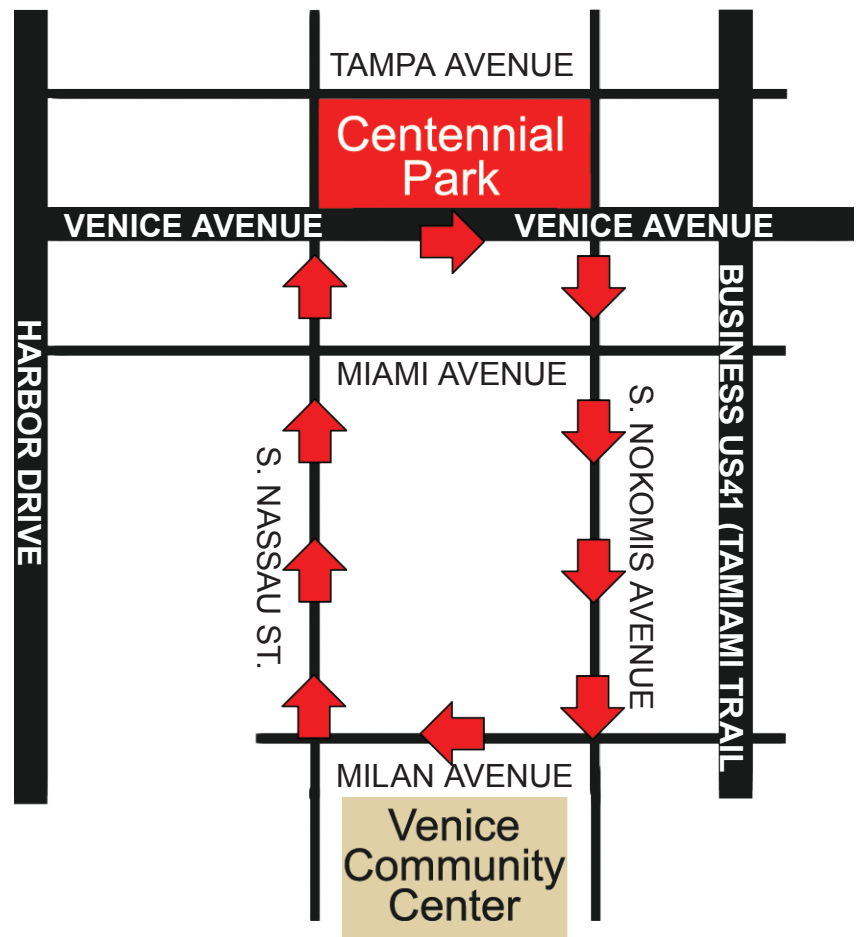 TAMPA AVENUE
Centennial
Park
VENICE AVENUE
VENICE AVENUE
MIAMI AVENUE
HARBOR DRIVE
S. NASSAU ST.
S. NOKOMIS AVENUE
BUSINESS US41 (TAMIAMI TRAIL
MILAN AVENUE
Venice
Community
Center